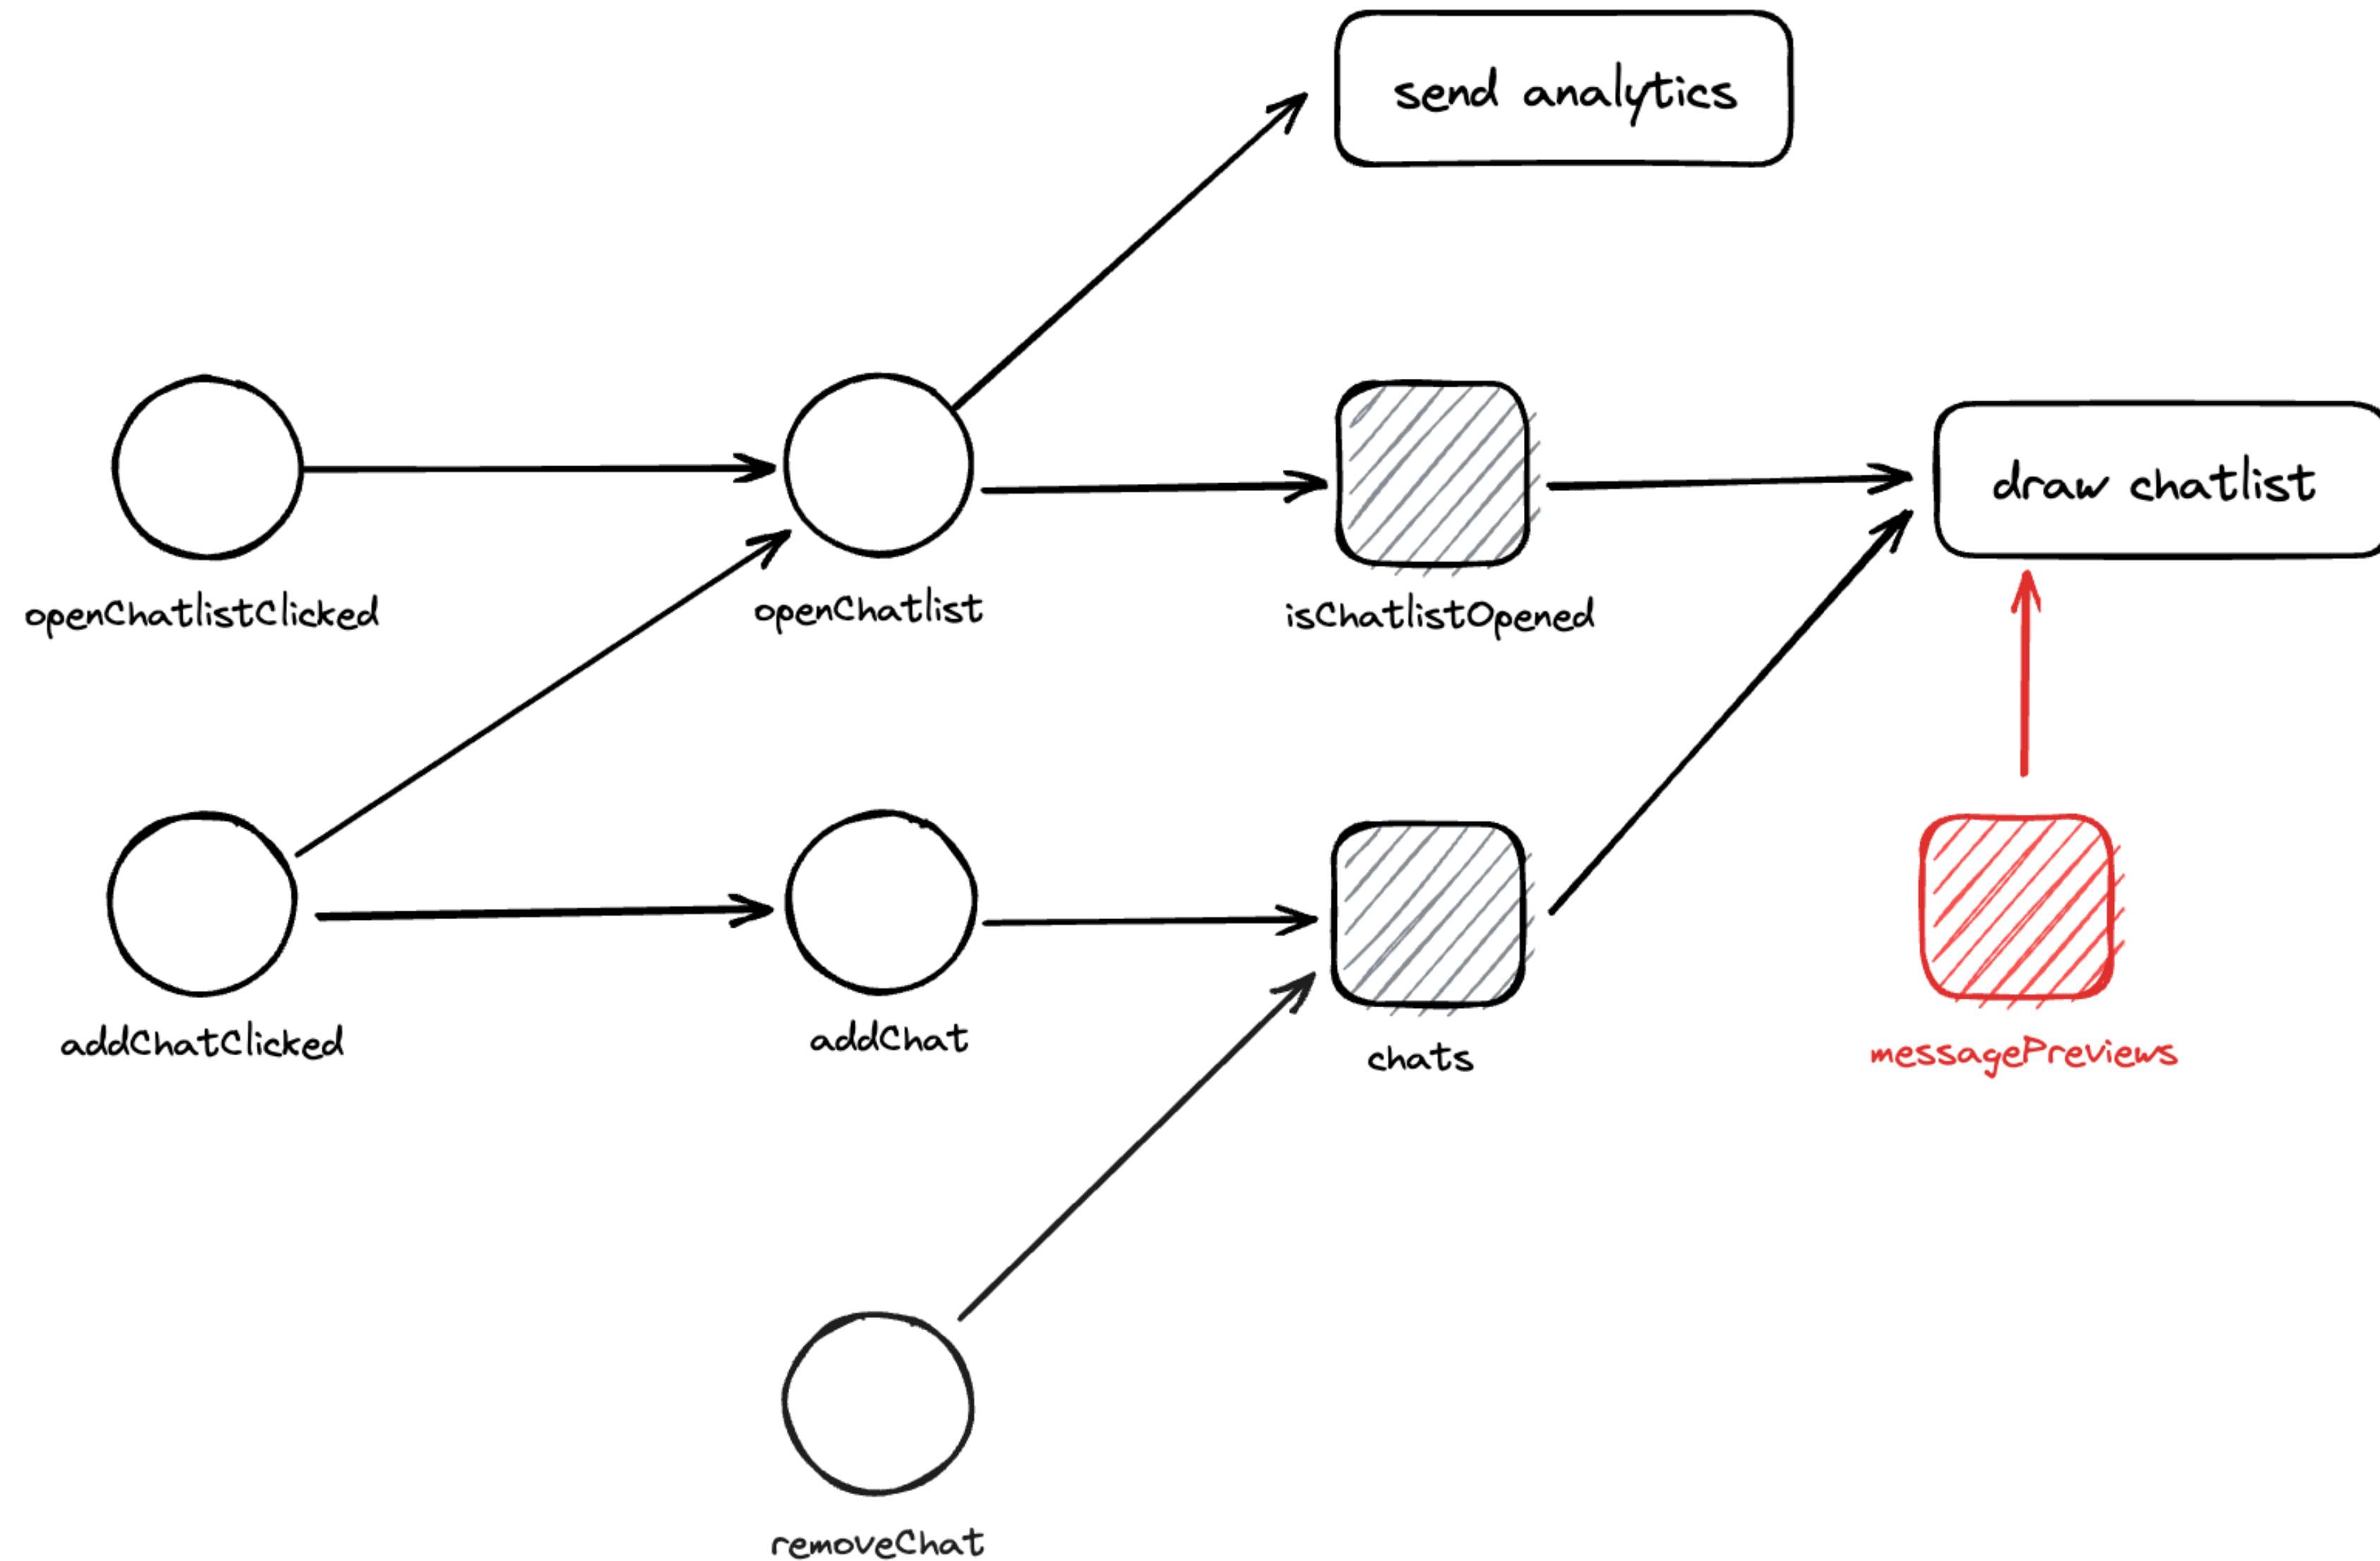 send analytics
draw chatlist
openChatlistClicked
openChatlist
isChatlistOpened
addChatClicked
addChat
chats
messagePreviews
removeChat